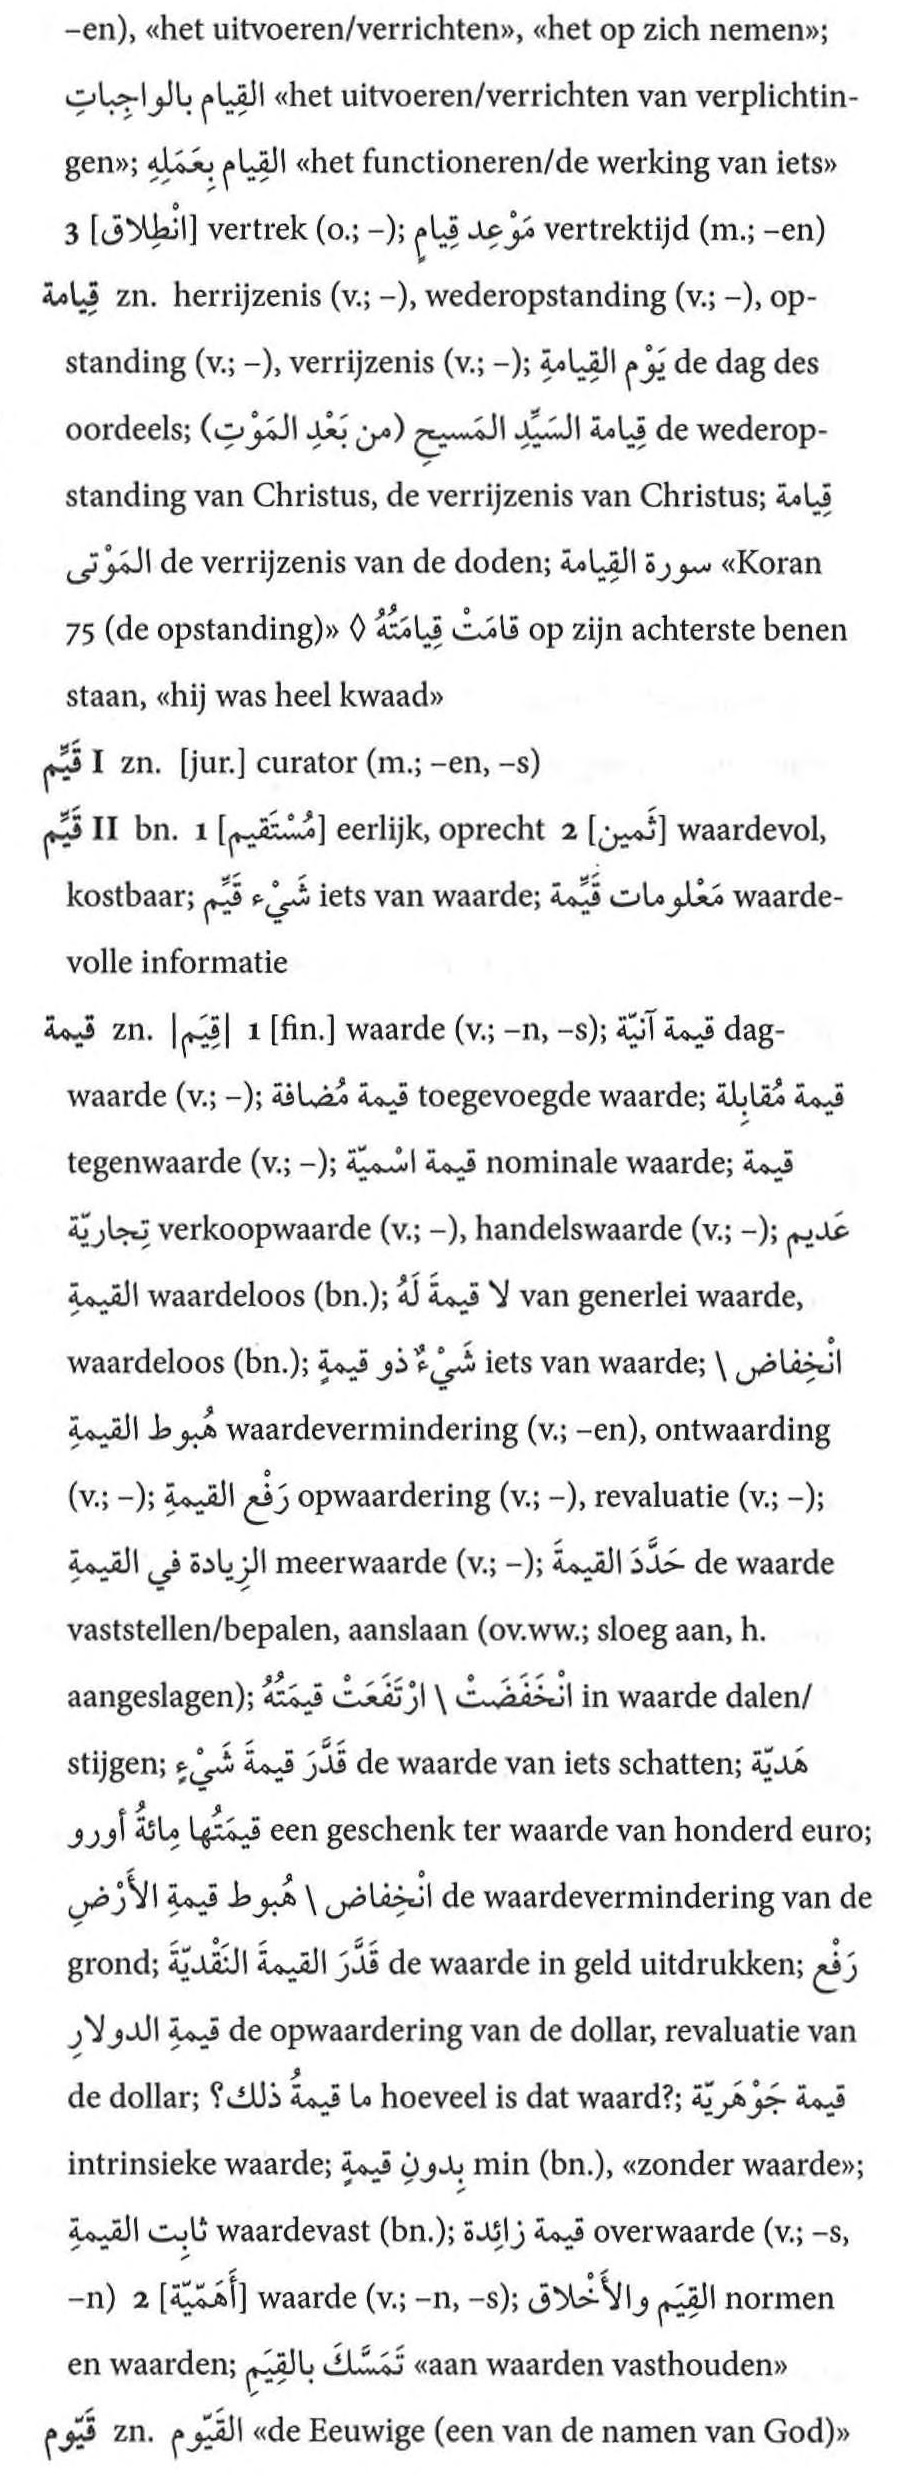 –en), «het uitvoeren/verrichten», «het op zich nemen»;
القِيام بالواجِباتِ «het uitvoeren/verrichten van verplichtin-
gen»; القِيام بِعَمَلِهِ «het functioneren/de werking van iets»
3 [انْطِلاق] vertrek (o.; –); مَوْعِد قِيامٍ vertrektijd (m.; –en)
قِيامة zn. herrijzenis (v.; –), wederopstanding (v.; –), op-
standing (v.; –), verrijzenis (v.; –); يَوْم القِيامةِ de dag des
oordeels; قِيامة السَيِّدِ المَسيحِ (من بَعْدِ المَوْتِ) de wederop-
standing van Christus, de verrijzenis van Christus; قِيامة
المَوْتى de verrijzenis van de doden; سورة القِيامة «Koran
75 (de opstanding)» ◊ قامَتْ قِيامَتُهُ op zijn achterste benen
staan, «hij was heel kwaad»
قَيِّم I zn. [jur.] curator (m.; –en, –s)
قَيِّم II bn. 1 [مُسْتَقيم] eerlijk, oprecht 2 [ثَمين] waardevol,
kostbaar; شَيْء قَيِّم iets van waarde; مَعْلومات قَيِّمة waarde-
volle informatie
قيمة zn. |قِيَم| 1 [fin.] waarde (v.; –n, –s); قيمة آنيّة dag-
waarde (v.; –); قيمة مُضافة toegevoegde waarde; قيمة مُقابِلة
tegenwaarde (v.; –); قيمة اسْميّة nominale waarde; قيمة
تِجاريّة verkoopwaarde (v.; –), handelswaarde (v.; –); عَديم
القيمةِ waardeloos (bn.); لا قيمةَ لَهُ van generlei waarde,
waardeloos (bn.); شَيْءٌ ذو قيمةٍ iets van waarde; انْخِفاض \
هُبوط القيمةِ waardevermindering (v.; –en), ontwaarding
(v.; –); رَفْع القيمةِ opwaardering (v.; –), revaluatie (v.; –);
الزِيادة في القيمةِ meerwaarde (v.; –); حَدَّدَ القيمةَ de waarde
vaststellen/bepalen, aanslaan (ov.ww.; sloeg aan, h.
aangeslagen); انْخَفَضَتْ \ ارْتَفَعَتْ قيمَتُهُ in waarde dalen/
stijgen; قَدَّرَ قيمةَ شَيْءٍ de waarde van iets schatten; هَديّة
قيمَتُها مِائةُ أورو een geschenk ter waarde van honderd euro;
انْخِفاض \ هُبوط قيمةِ الأَرْضِ de waardevermindering van de
grond; قَدَّرَ القيمةَ النَقْديّةَ de waarde in geld uitdrukken; رَفْع
قيمةِ الدولارِ de opwaardering van de dollar, revaluatie van
de dollar; ما قيمةُ ذلك؟ hoeveel is dat waard?; قيمة جَوْهَريّة
intrinsieke waarde; بِدونِ قيمةٍ min (bn.), «zonder waarde»;
ثابِت القيمةِ waardevast (bn.); قيمة زائِدة overwaarde (v.; –s,
–n) 2 [أَهَمّيّة] waarde (v.; –n, –s); القِيَم والأَخْلاق normen
en waarden; تَمَسَّكَ بالقِيَمِ «aan waarden vasthouden»
قَيّوم zn. القَيّوم «de Eeuwige (een van de namen van God)»